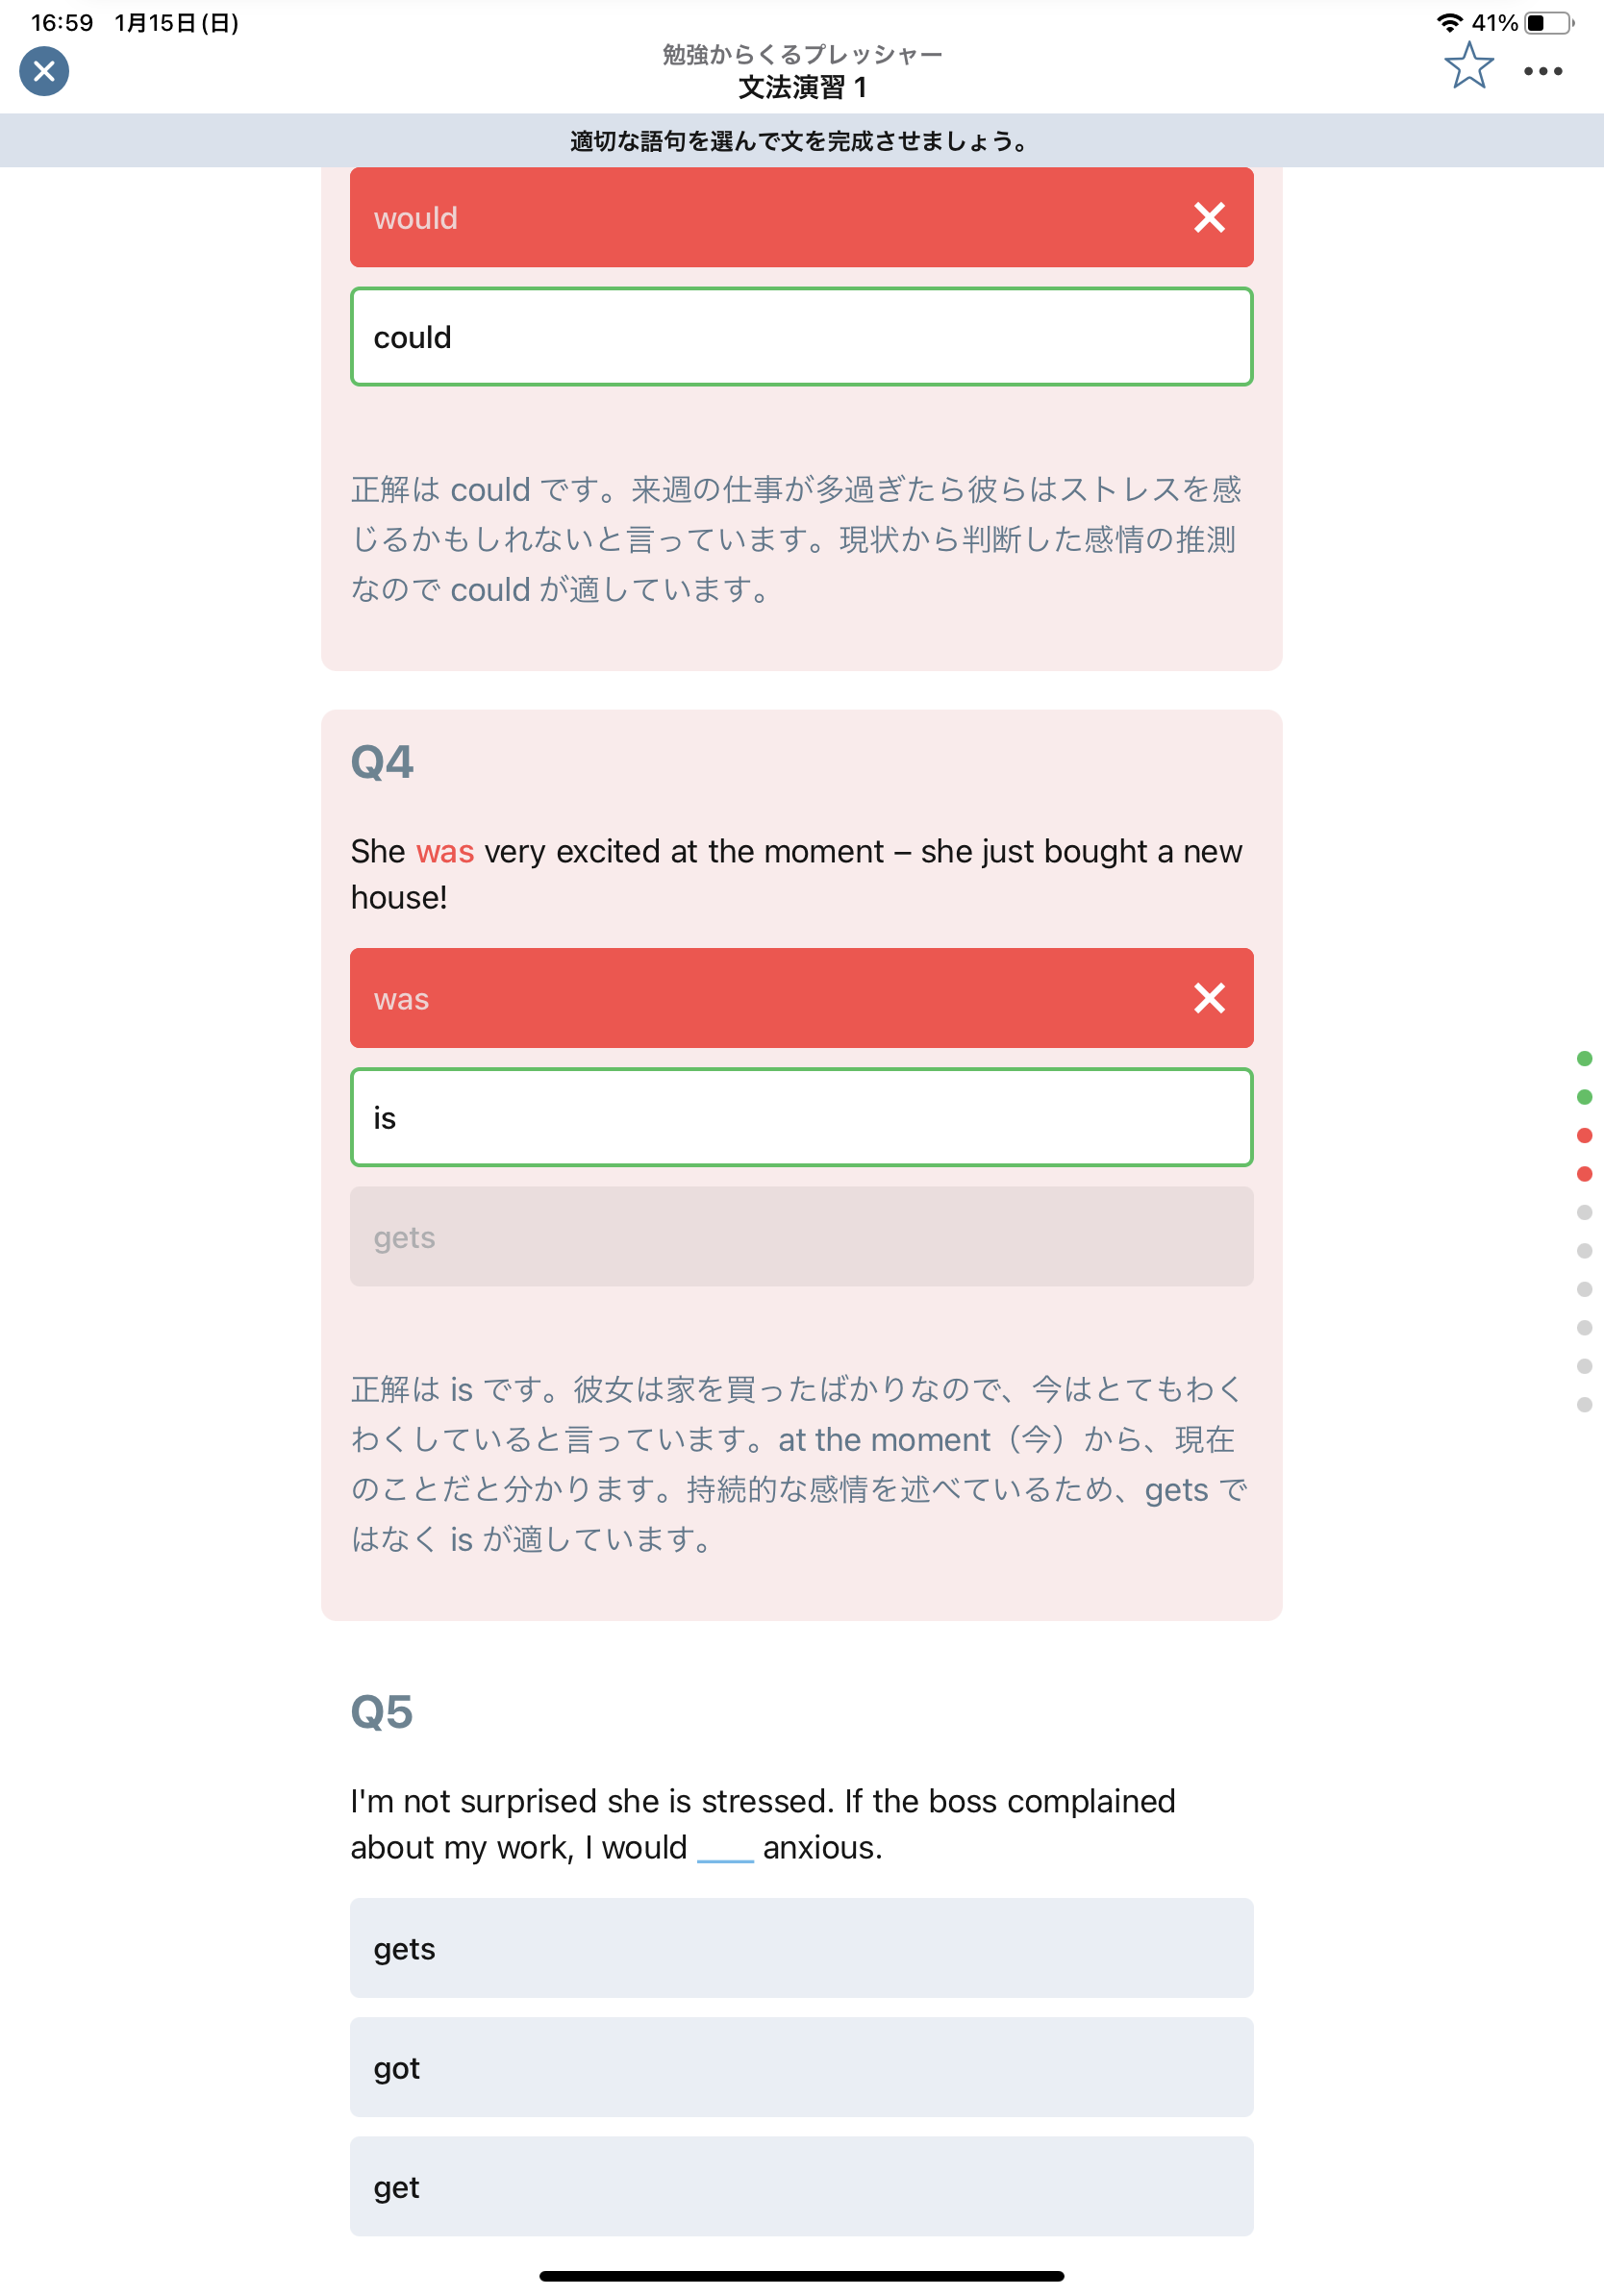 16:59 1月15日(日)
41%
勉強からくるプレッシャー
文法演習 1
適切な語句を選んで文を完成させましょう。
would
could
正解は could です。来週の仕事が多過ぎたら彼らはストレスを感
じるかもしれないと言っています。現状から判断した感情の推測
なので could が適しています。
Q4
She was very excited at the moment – she just bought a new
house!
was
is
gets
正解は is です。彼女は家を買ったばかりなので、今はとてもわく
わくしていると言っています。at the moment（今）から、現在
のことだと分かります。持続的な感情を述べているため、gets で
はなく is が適しています。
Q5
I'm not surprised she is stressed. If the boss complained
about my work, I would ____ anxious.
gets
got
get